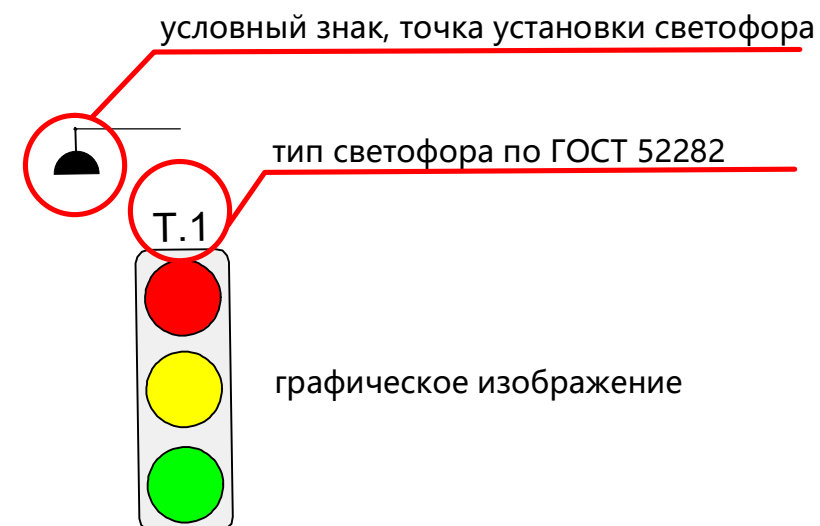 условный знак, точка установки светофора
тип светофора по ГОСТ 52282
Т.1
графическое изображение